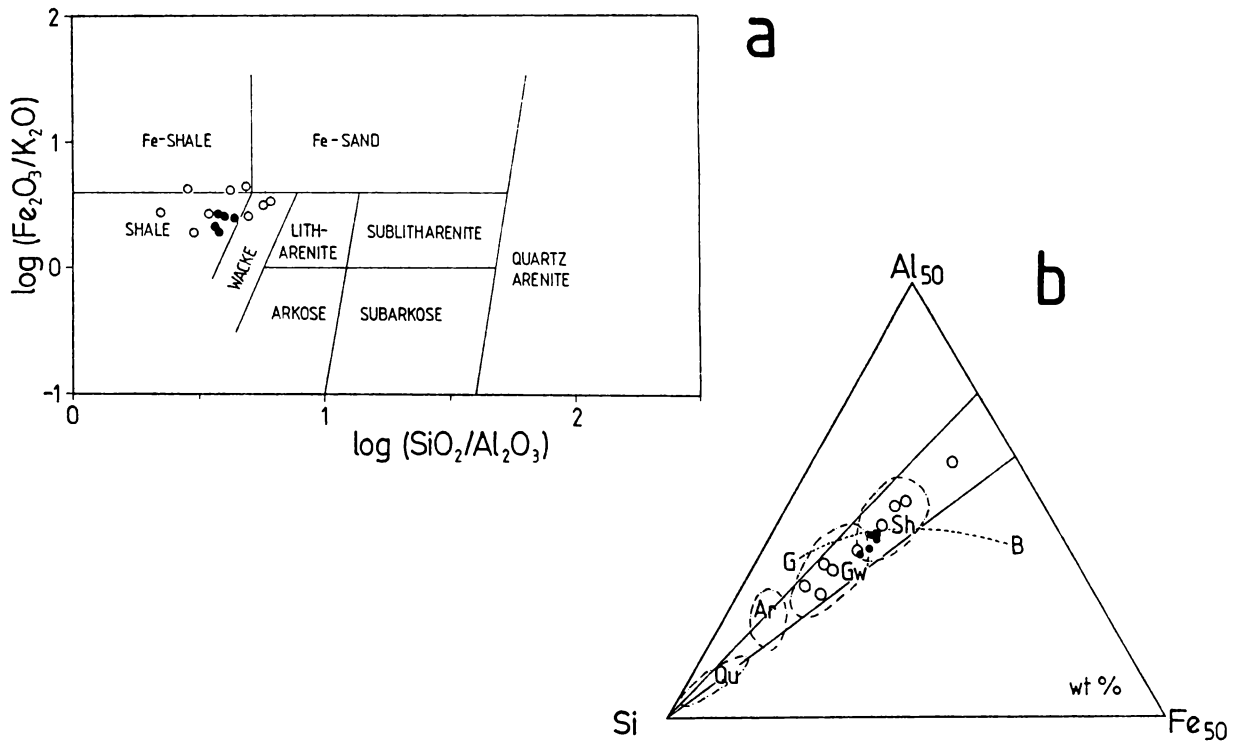 a
2
1
0
-1
log (Fe₂O₃/K₂O)
Fe-SHALE
Fe-SAND
SHALE
WACKE
LITH-
ARENITE
SUBLITHARENITE
QUARTZ
ARENITE
ARKOSE
SUBARKOSE
0
1
2
log (SiO₂/Al₂O₃)
b
Al₅₀
Sh
B
G
Gw
Ar
Qu
wt %
Si
Fe₅₀